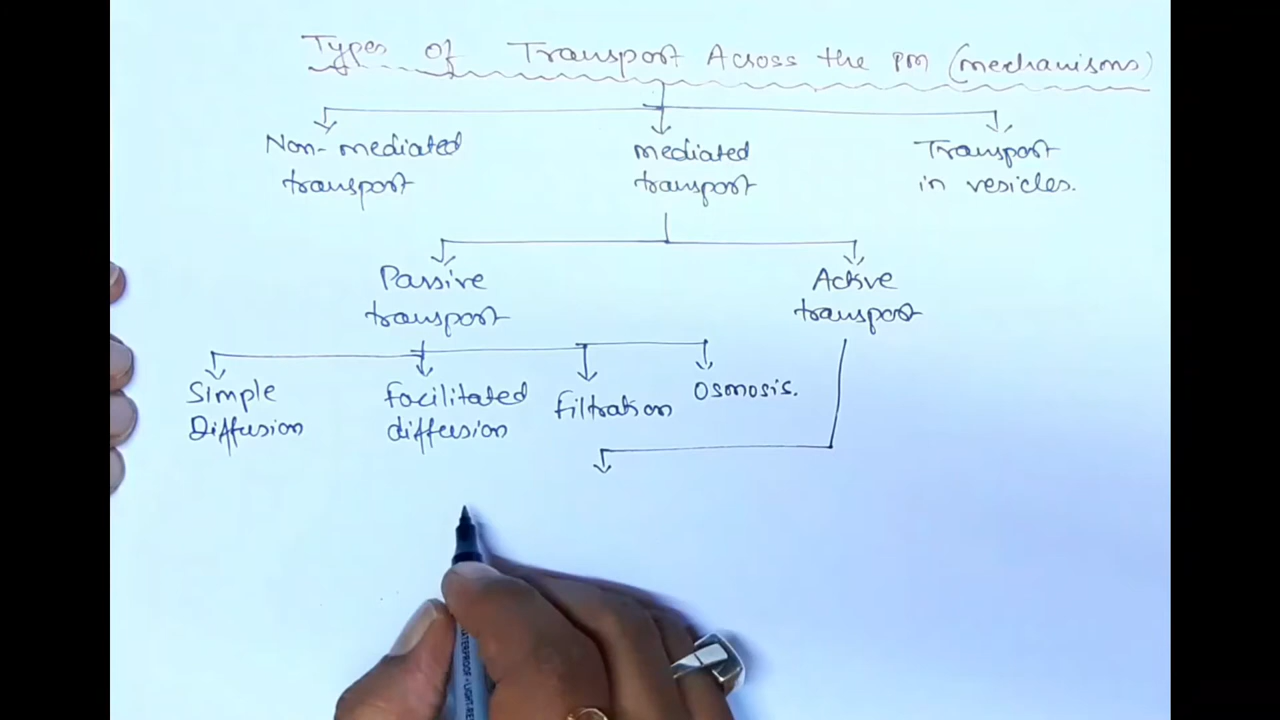 Types Of Transport Across the PM (mechanisms)
Non-mediated
transport
mediated
transport
Transport
in vesicles.
Passive
transport
Active
transport
Simple
Diffusion
facilitated
diffusion
filtration
Osmosis.